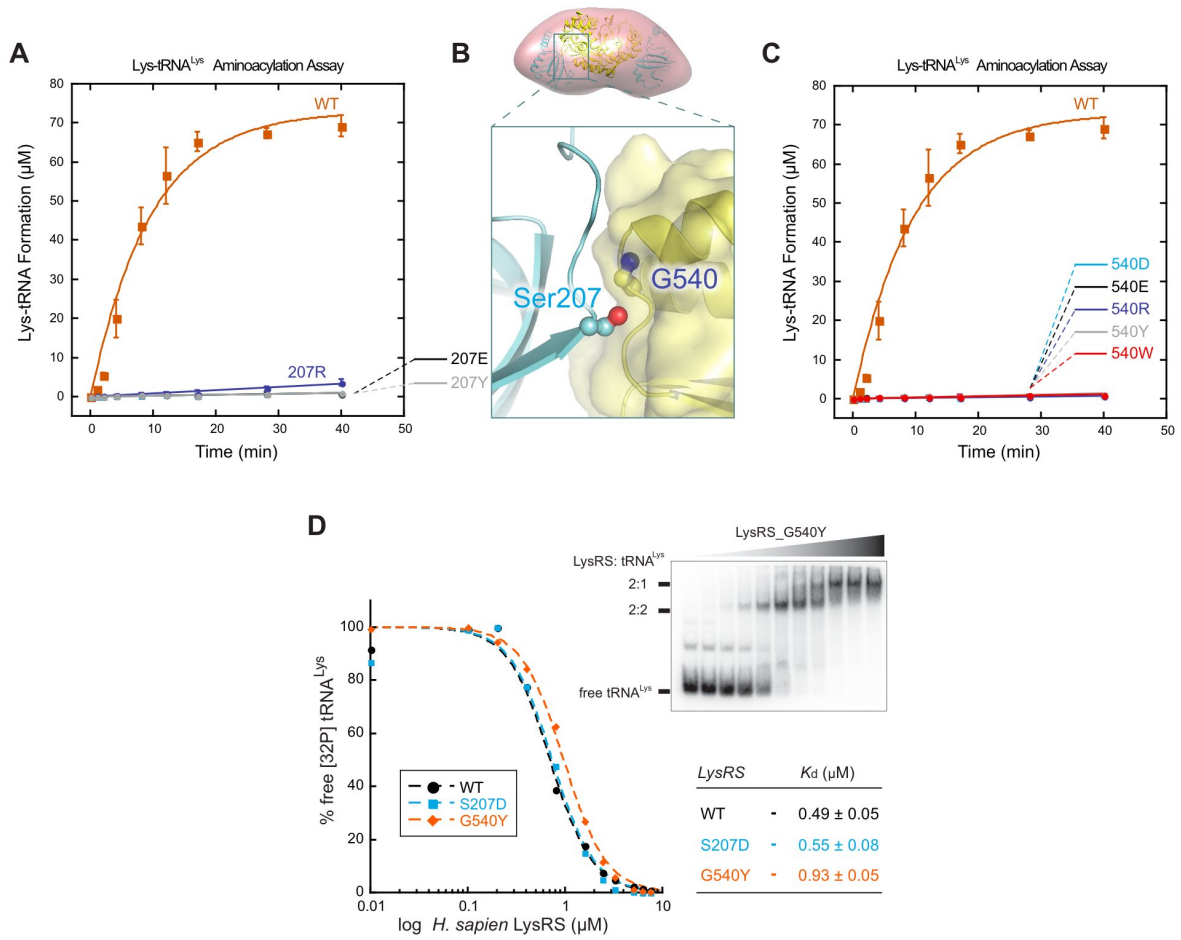 A
Lys-tRNALys Aminoacylation Assay
80
70
60
50
40
30
20
10
0
Lys-tRNA Formation (µM)
WT
207R
207E
207Y
0 10 20 30 40 50
Time (min)
B
Ser207
G540
C
Lys-tRNALys Aminoacylation Assay
80
70
60
50
40
30
20
10
0
Lys-tRNA Formation (µM)
WT
540D
540E
540R
540Y
540W
0 10 20 30 40 50
Time (min)
D
100
80
60
40
20
0
% free [32P] tRNALys
WT
S207D
G540Y
0.01 0.1 1 10
log H. sapien LysRS (µM)
LysRS_G540Y
LysRS: tRNALys
2:1
2:2
free tRNALys
LysRS Kd (µM)
WT - 0.49 ± 0.05
S207D - 0.55 ± 0.08
G540Y - 0.93 ± 0.05